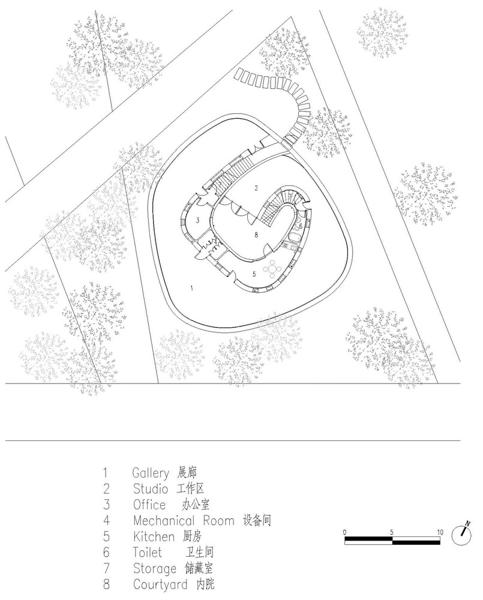 2
3
8
5
1
1 Gallery 展廊
2 Studio 工作区
3 Office 办公室
4 Mechanical Room 设备间
5 Kitchen 厨房
6 Toilet 卫生间
7 Storage 储藏室
8 Courtyard 内院
N
0 5 10